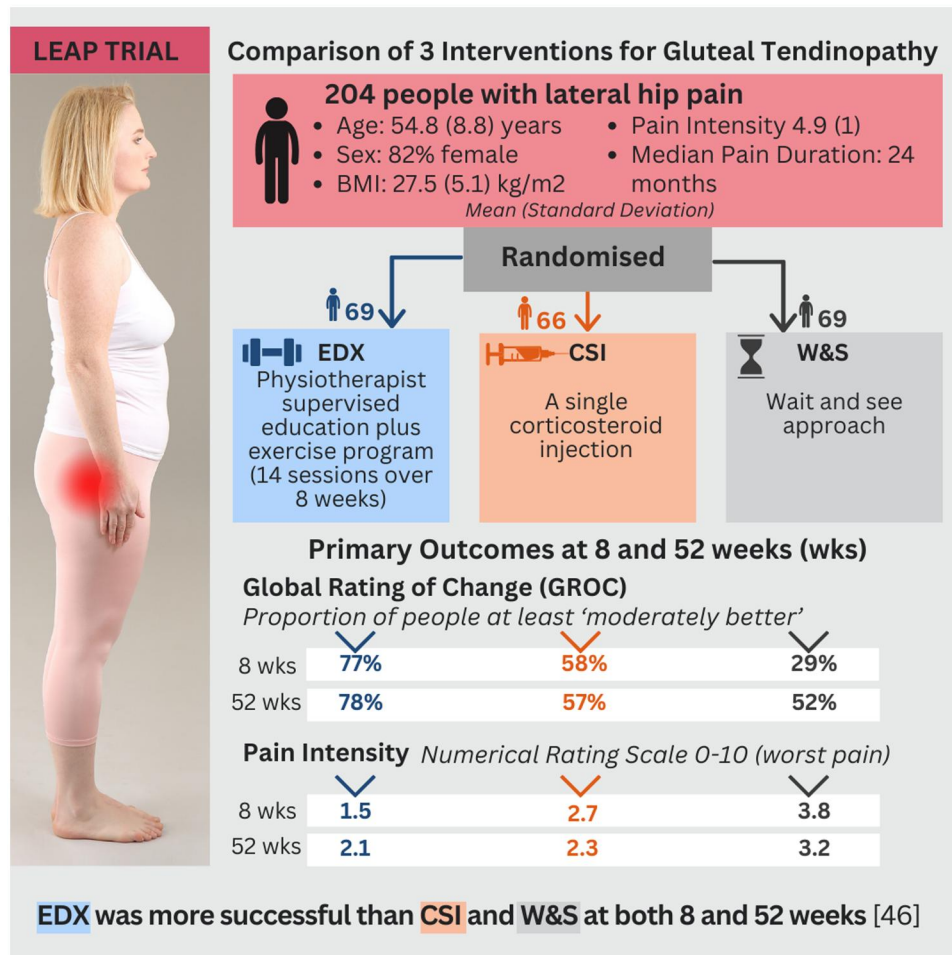 LEAP TRIAL
Comparison of 3 Interventions for Gluteal Tendinopathy
204 people with lateral hip pain
• Age: 54.8 (8.8) years
• Sex: 82% female
• BMI: 27.5 (5.1) kg/m2
• Pain Intensity 4.9 (1)
• Median Pain Duration: 24
months
Mean (Standard Deviation)
Randomised
69
66
69
EDX
Physiotherapist
supervised
education plus
exercise program
(14 sessions over
8 weeks)
CSI
A single
corticosteroid
injection
W&S
Wait and see
approach
Primary Outcomes at 8 and 52 weeks (wks)
Global Rating of Change (GROC)
Proportion of people at least ‘moderately better’
8 wks 77% 58% 29%
52 wks 78% 57% 52%
Pain Intensity Numerical Rating Scale 0-10 (worst pain)
8 wks 1.5 2.7 3.8
52 wks 2.1 2.3 3.2
EDX was more successful than CSI and W&S at both 8 and 52 weeks [46]